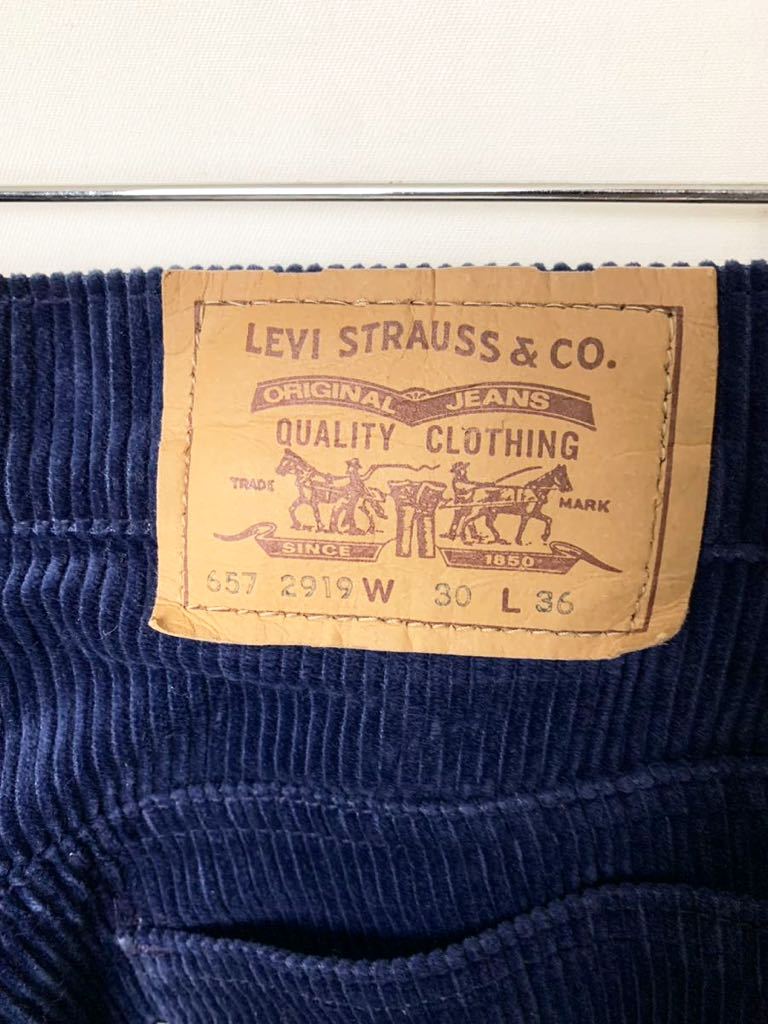 LEVI STRAUSS & CO.
ORIGINAL JEANS
QUALITY CLOTHING
TRADE MARK
SINCE 1850
657 2919 W 30 L 36